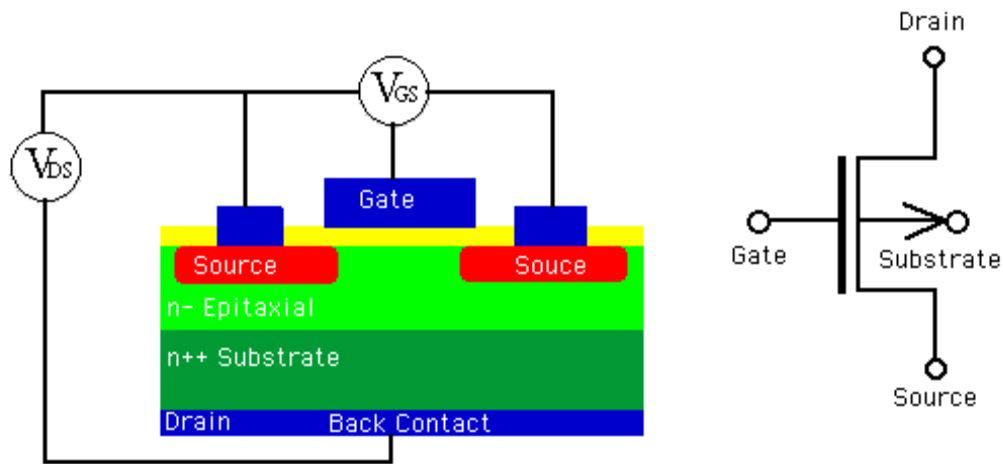 Drain
VGS
VDS
Gate
Source
Souce
Gate
Substrate
n- Epitaxial
n++ Substrate
Source
Drain
Back Contact